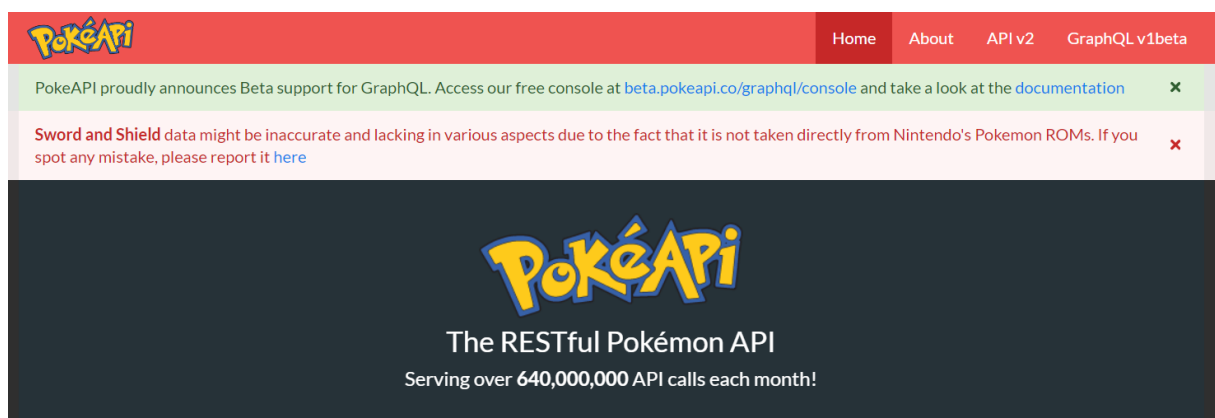 PokéAPi
Home About API v2 GraphQL v1beta
PokeAPI proudly announces Beta support for GraphQL. Access our free console at beta.pokeapi.co/graphql/console and take a look at the documentation ×
Sword and Shield data might be inaccurate and lacking in various aspects due to the fact that it is not taken directly from Nintendo's Pokemon ROMs. If you ×
spot any mistake, please report it here
PokéAPi
The RESTful Pokémon API
Serving over 640,000,000 API calls each month!